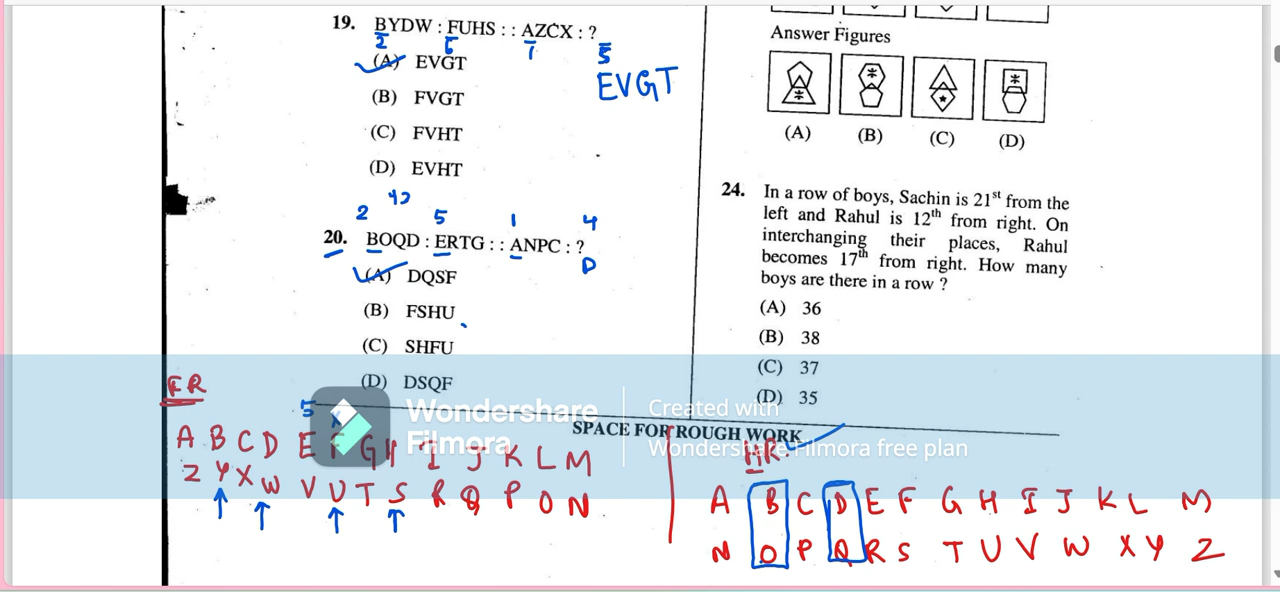 19. BYDW : FUHS : : AZCX : ?
2 6 1 5
(A) EVGT
EVGT
(B) FVGT
(C) FVHT
(D) EVHT
2 5 1 4
20. BOQD : ERTG : : ANPC : ?
D
(A) DQSF
(B) FSHU
(C) SHFU
(D) DSQF
Answer Figures
(A) (B) (C) (D)
24. In a row of boys, Sachin is 21st from the
left and Rahul is 12th from right. On
interchanging their places, Rahul
becomes 17th from right. How many
boys are there in a row ?
(A) 36
(B) 38
(C) 37
(D) 35
SPACE FOR ROUGH WORK
Wondershare
Filmora
Created with
Wondershare Filmora free plan
FR
5
A B C D E F G H I J K L M
Z Y X W V U T S R Q P O N
HR.
A B C D E F G H I J K L M
N O P Q R S T U V W X Y Z